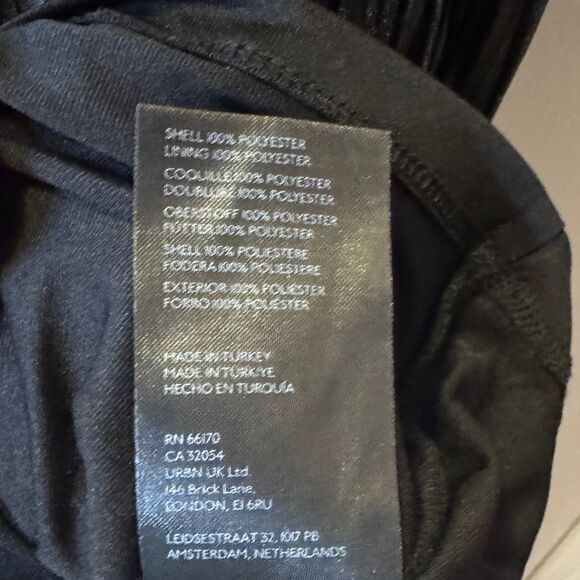 SHELL 100% POLYESTER
LINING 100% POLYESTER
COQUILLE 100% POLYESTER
DOUBLURE 100% POLYESTER
OBERSTOFF 100% POLYESTER
FUTTER 100% POLYESTER
SHELL 100% POLIESTERE
FODERA 100% POLIESTERE
EXTERIOR 100% POLIESTER
FORRO 100% POLIÉSTER
MADE IN TURKEY
MADE IN TÜRKIYE
HECHO EN TURQUÍA
RN 66170
CA 32054
URBN UK Ltd.
146 Brick Lane,
LONDON, E1 6RU
LEIDSESTRAAT 32, 1017 PB
AMSTERDAM, NETHERLANDS